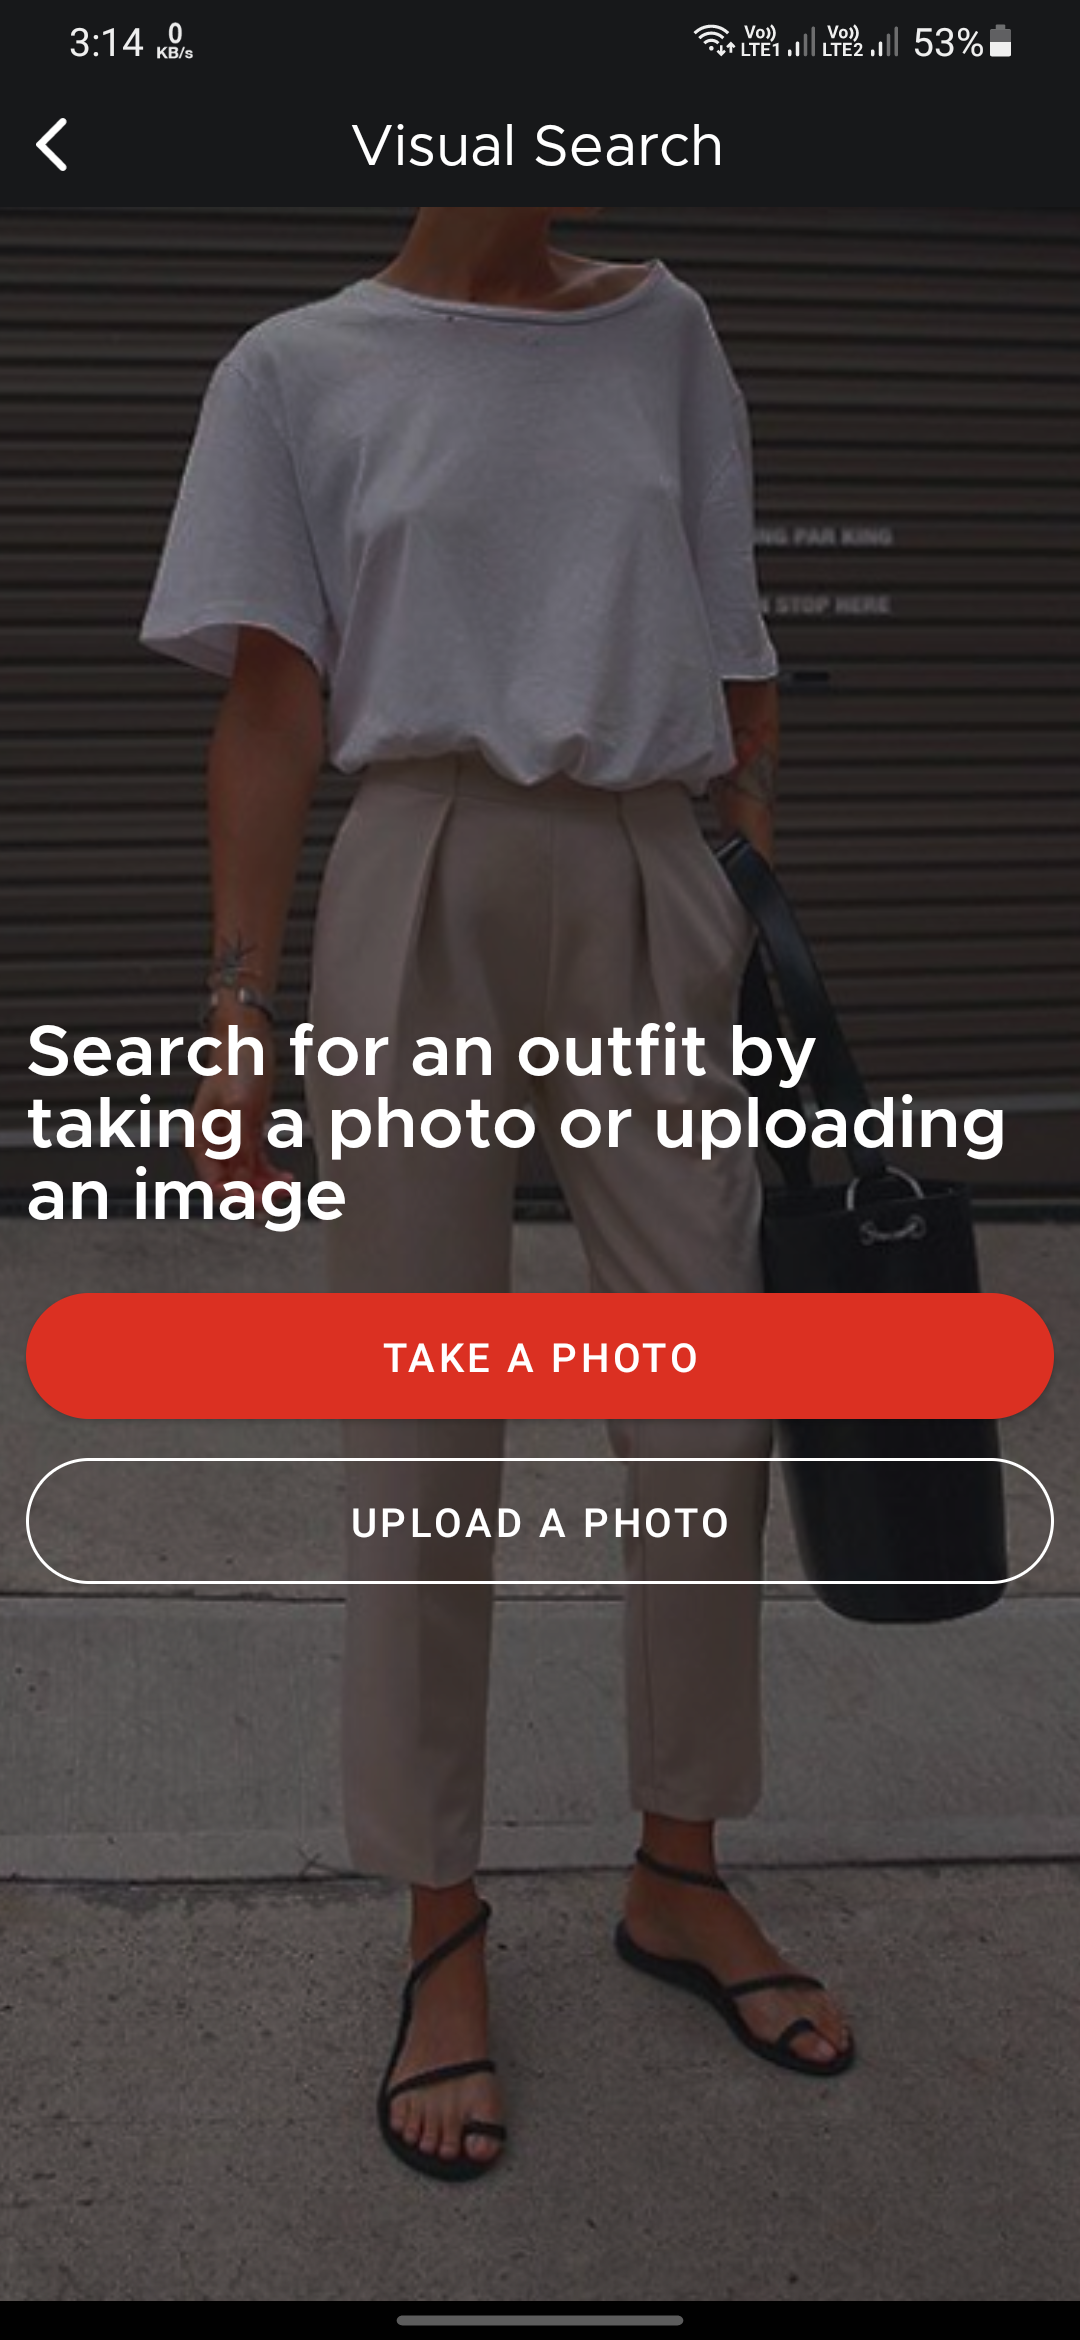 3:14 0 KB/s Vo)) LTE1 Vo)) LTE2 53%
Visual Search
NG PAR KING
STOP HERE
Search for an outfit by
taking a photo or uploading
an image
TAKE A PHOTO
UPLOAD A PHOTO